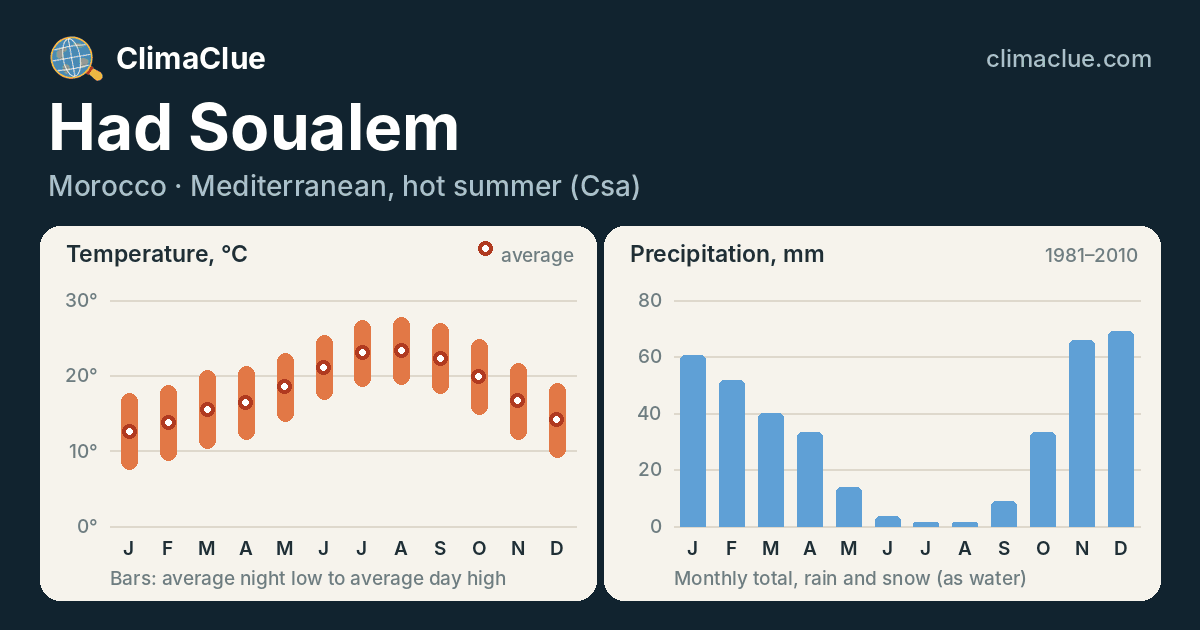 ClimaClue
climaclue.com
Had Soualem
Morocco · Mediterranean, hot summer (Csa)
Temperature, °C
average
30°
20°
10°
0°
J F M A M J J A S O N D
Bars: average night low to average day high
Precipitation, mm
1981–2010
80
60
40
20
0
J F M A M J J A S O N D
Monthly total, rain and snow (as water)